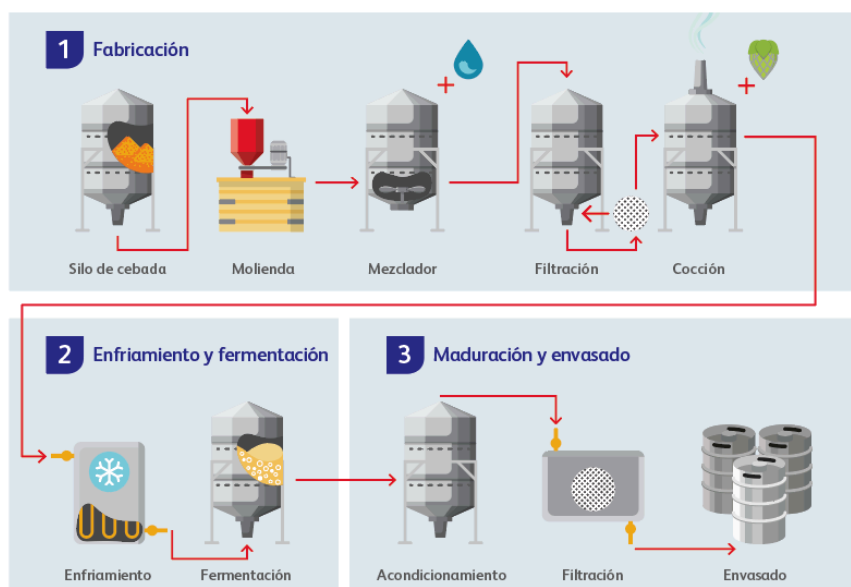 1 Fabricación
Silo de cebada
Molienda
Mezclador
Filtración
Cocción
2 Enfriamiento y fermentación
Enfriamiento
Fermentación
3 Maduración y envasado
Acondicionamiento
Filtración
Envasado